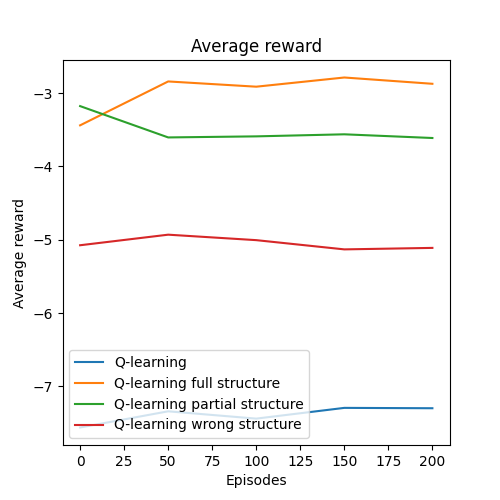 Average reward
Average reward
−3
−4
−5
−6
−7
Q-learning
Q-learning full structure
Q-learning partial structure
Q-learning wrong structure
0 25 50 75 100 125 150 175 200
Episodes